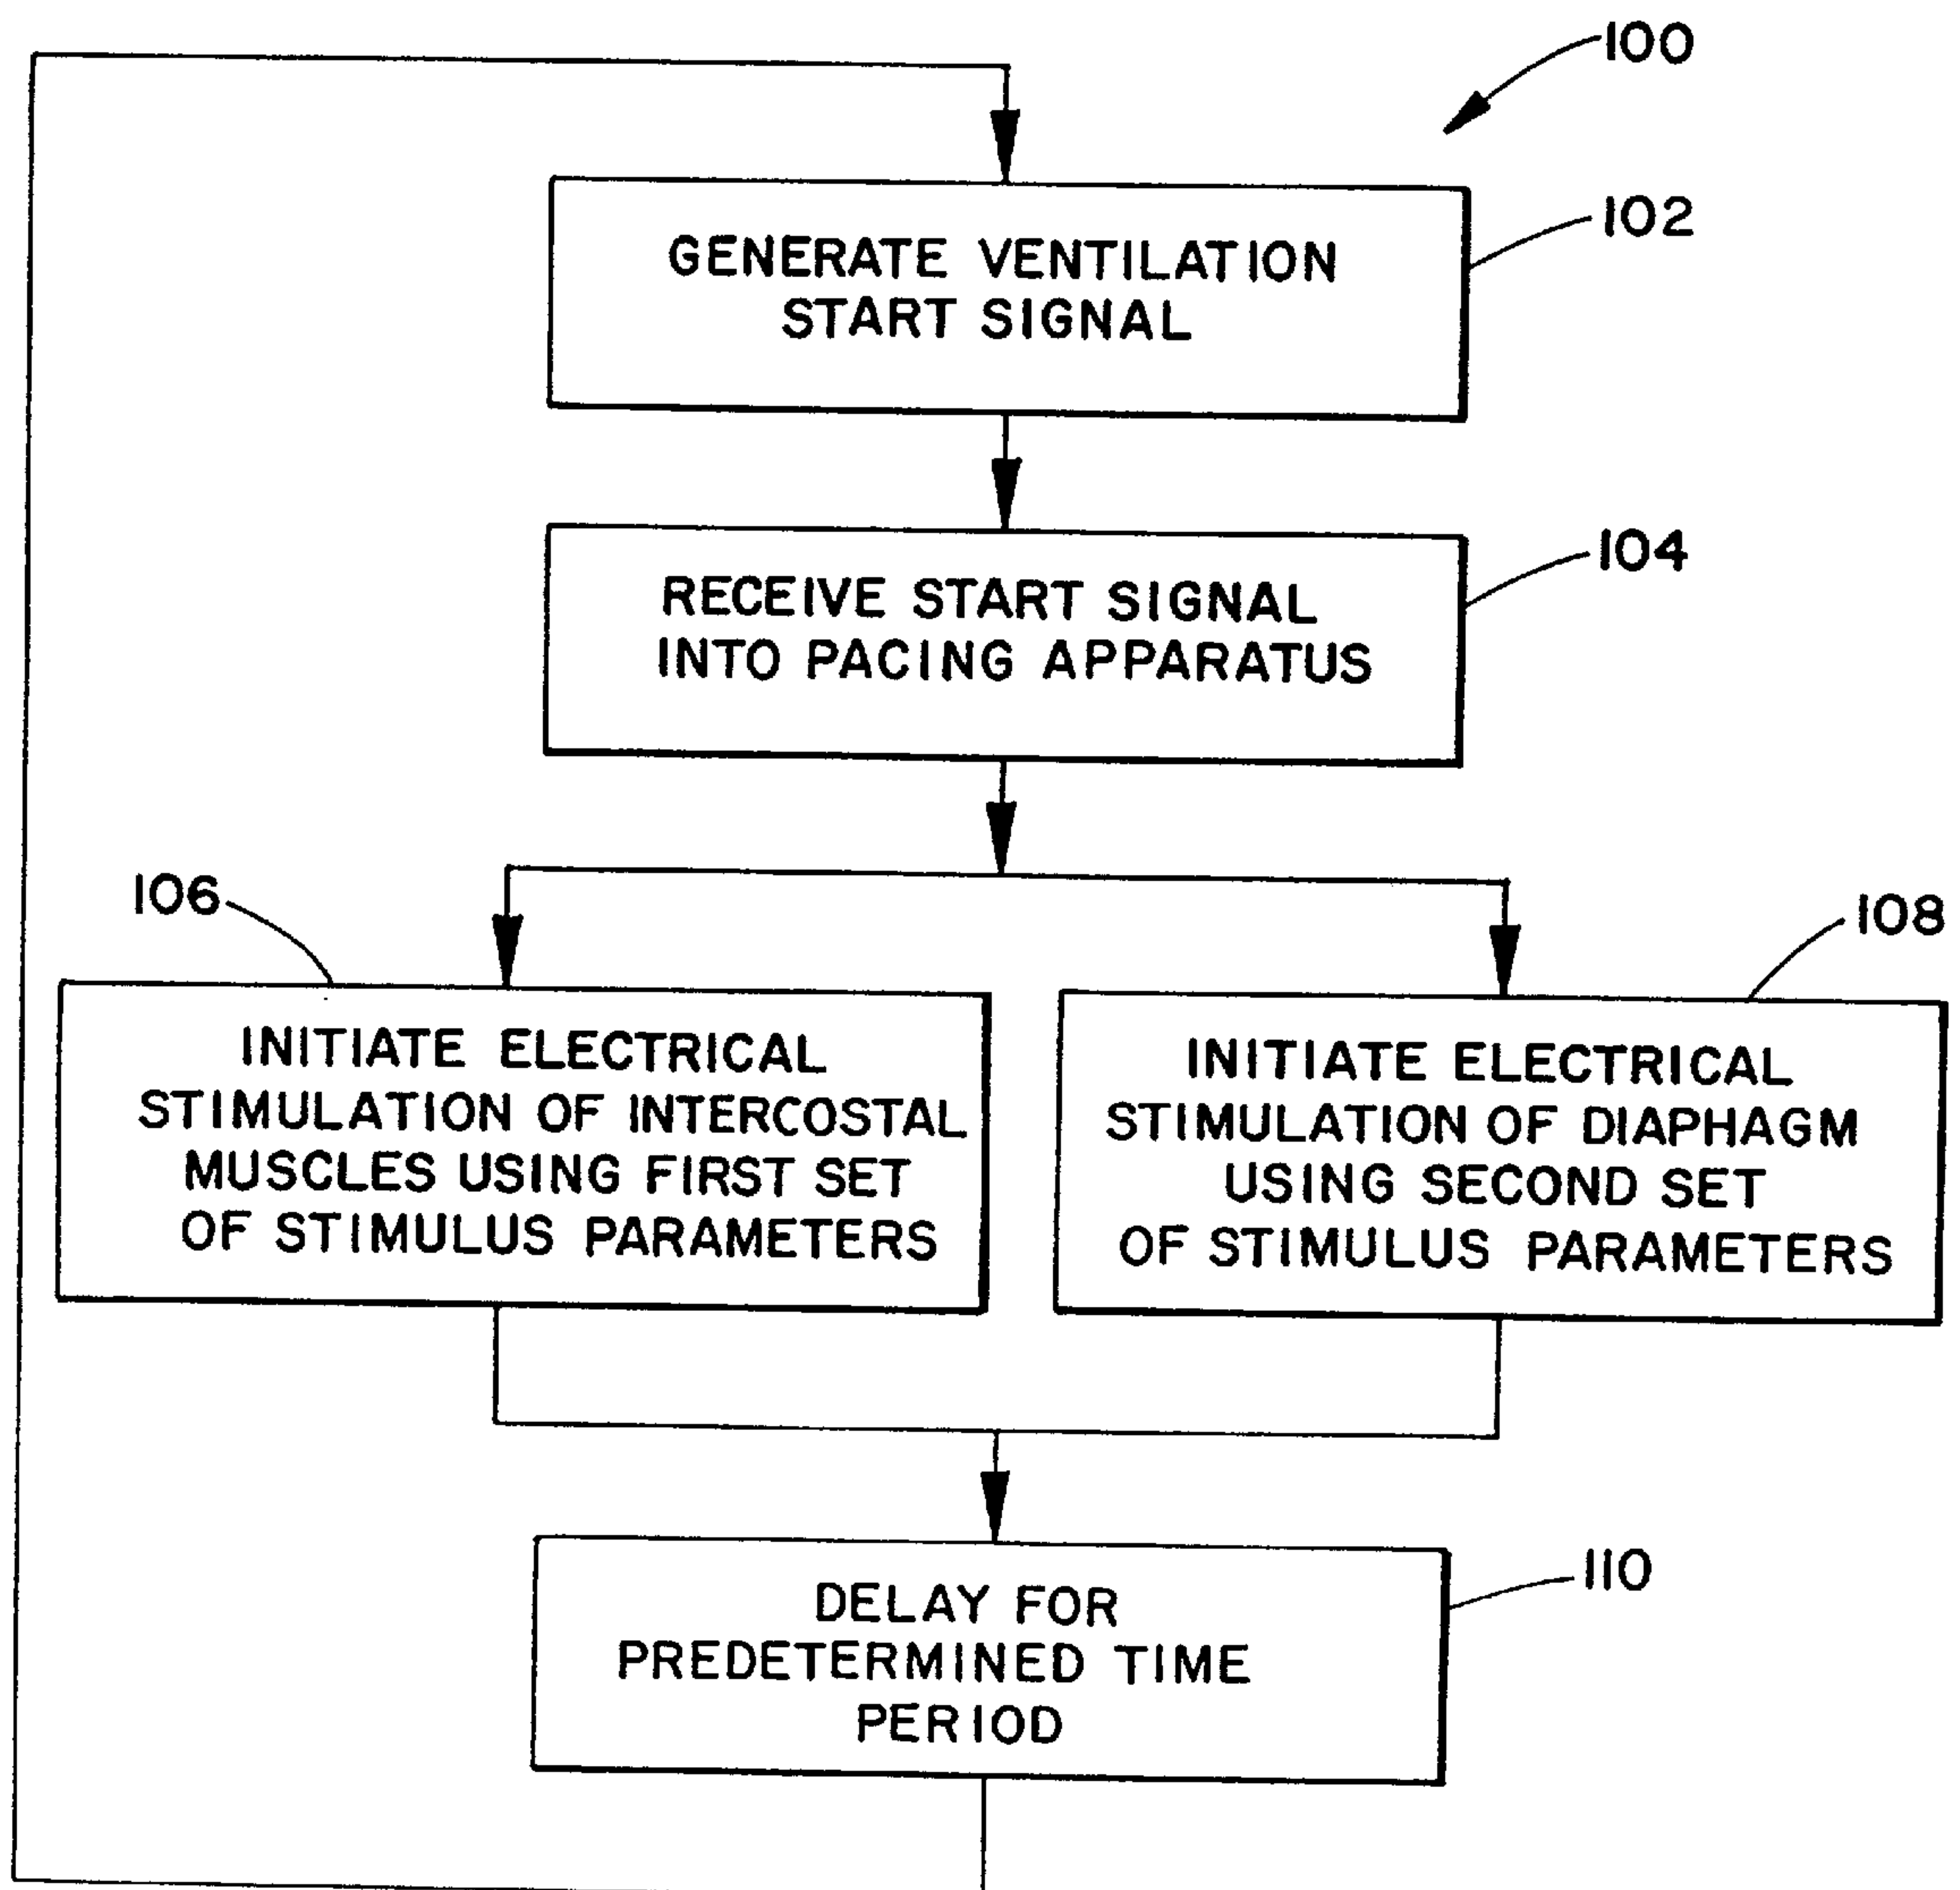 100
GENERATE VENTILATION
START SIGNAL
102
RECEIVE START SIGNAL
INTO PACING APPARATUS
104
106
INITIATE ELECTRICAL
STIMULATION OF INTERCOSTAL
MUSCLES USING FIRST SET
OF STIMULUS PARAMETERS
108
INITIATE ELECTRICAL
STIMULATION OF DIAPHAGM
USING SECOND SET
OF STIMULUS PARAMETERS
DELAY FOR
PREDETERMINED TIME
PERIOD
110